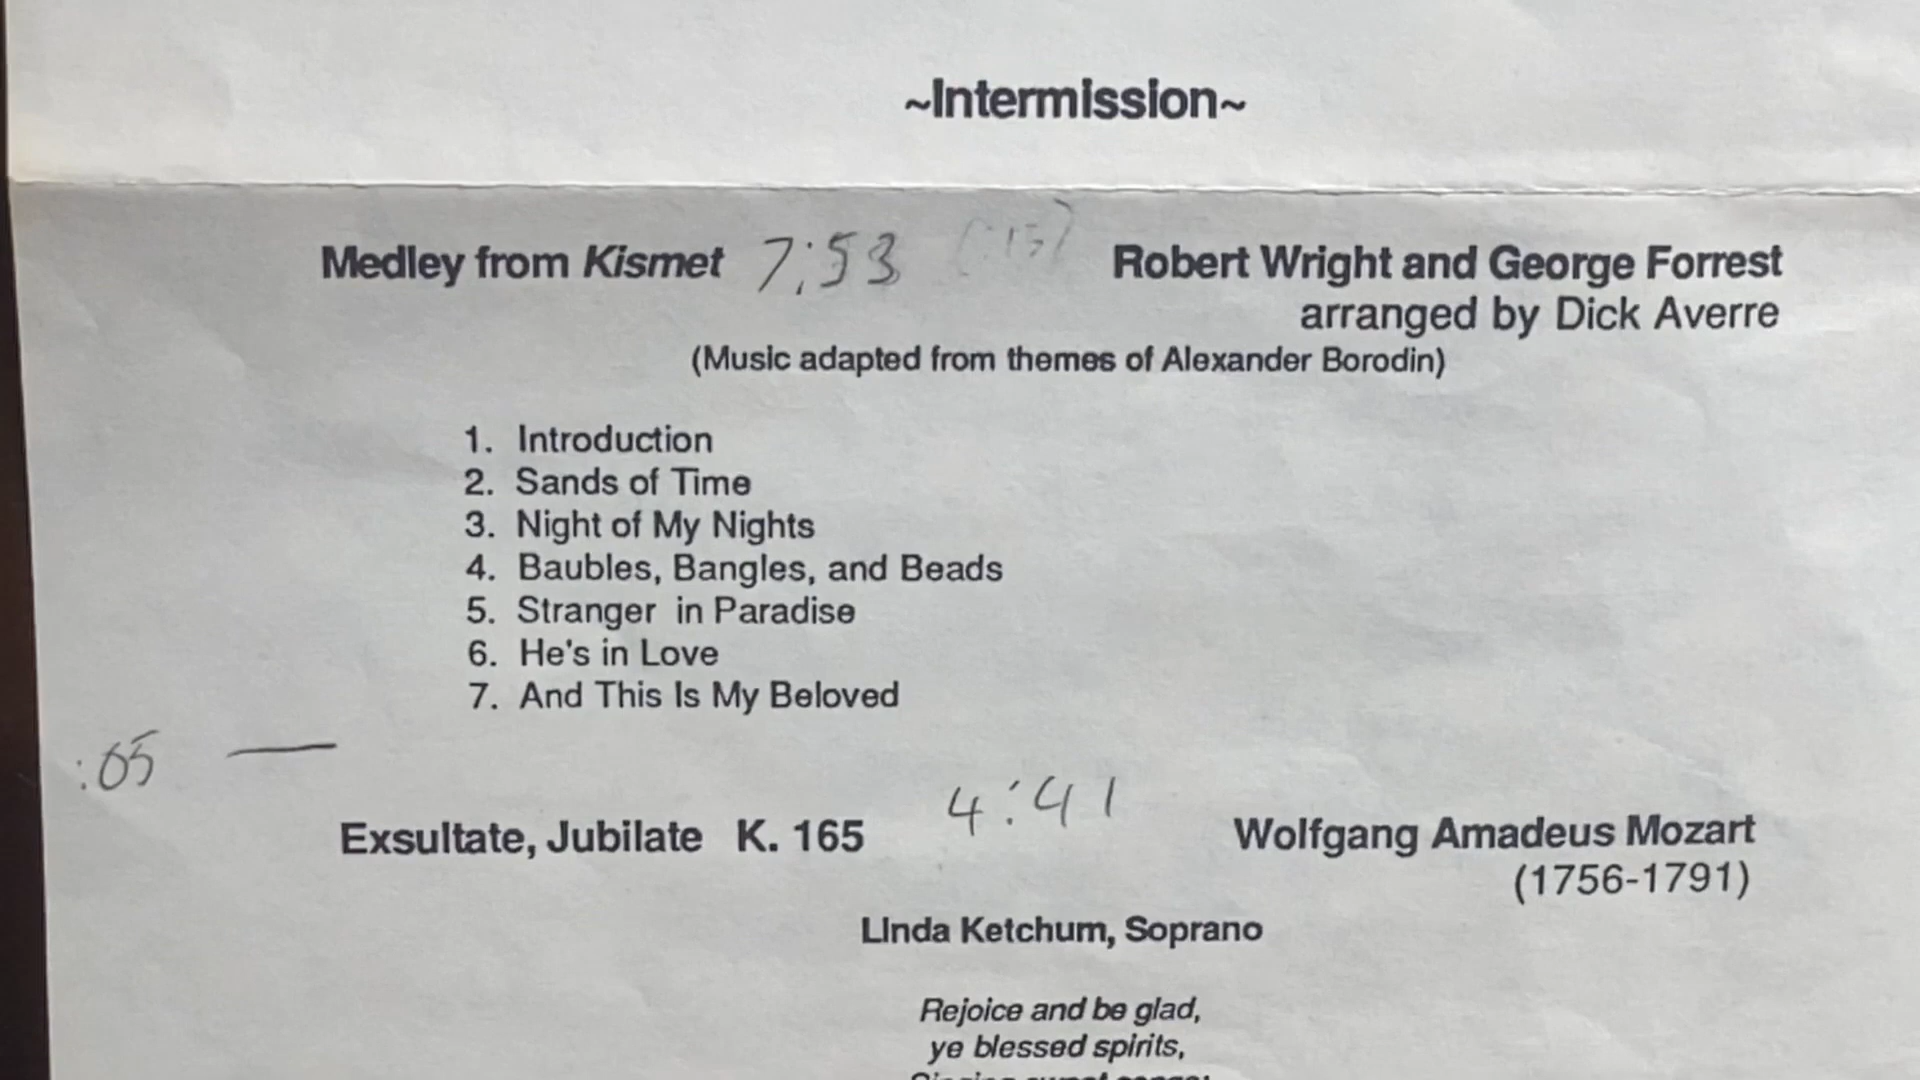 ~Intermission~
Medley from Kismet 7:53 (:15) Robert Wright and George Forrest
arranged by Dick Averre
(Music adapted from themes of Alexander Borodin)
1. Introduction
2. Sands of Time
3. Night of My Nights
4. Baubles, Bangles, and Beads
5. Stranger in Paradise
6. He's in Love
7. And This Is My Beloved
:05 —
Exsultate, Jubilate K. 165 4:41 Wolfgang Amadeus Mozart
(1756-1791)
LInda Ketchum, Soprano
Rejoice and be glad,
ye blessed spirits,